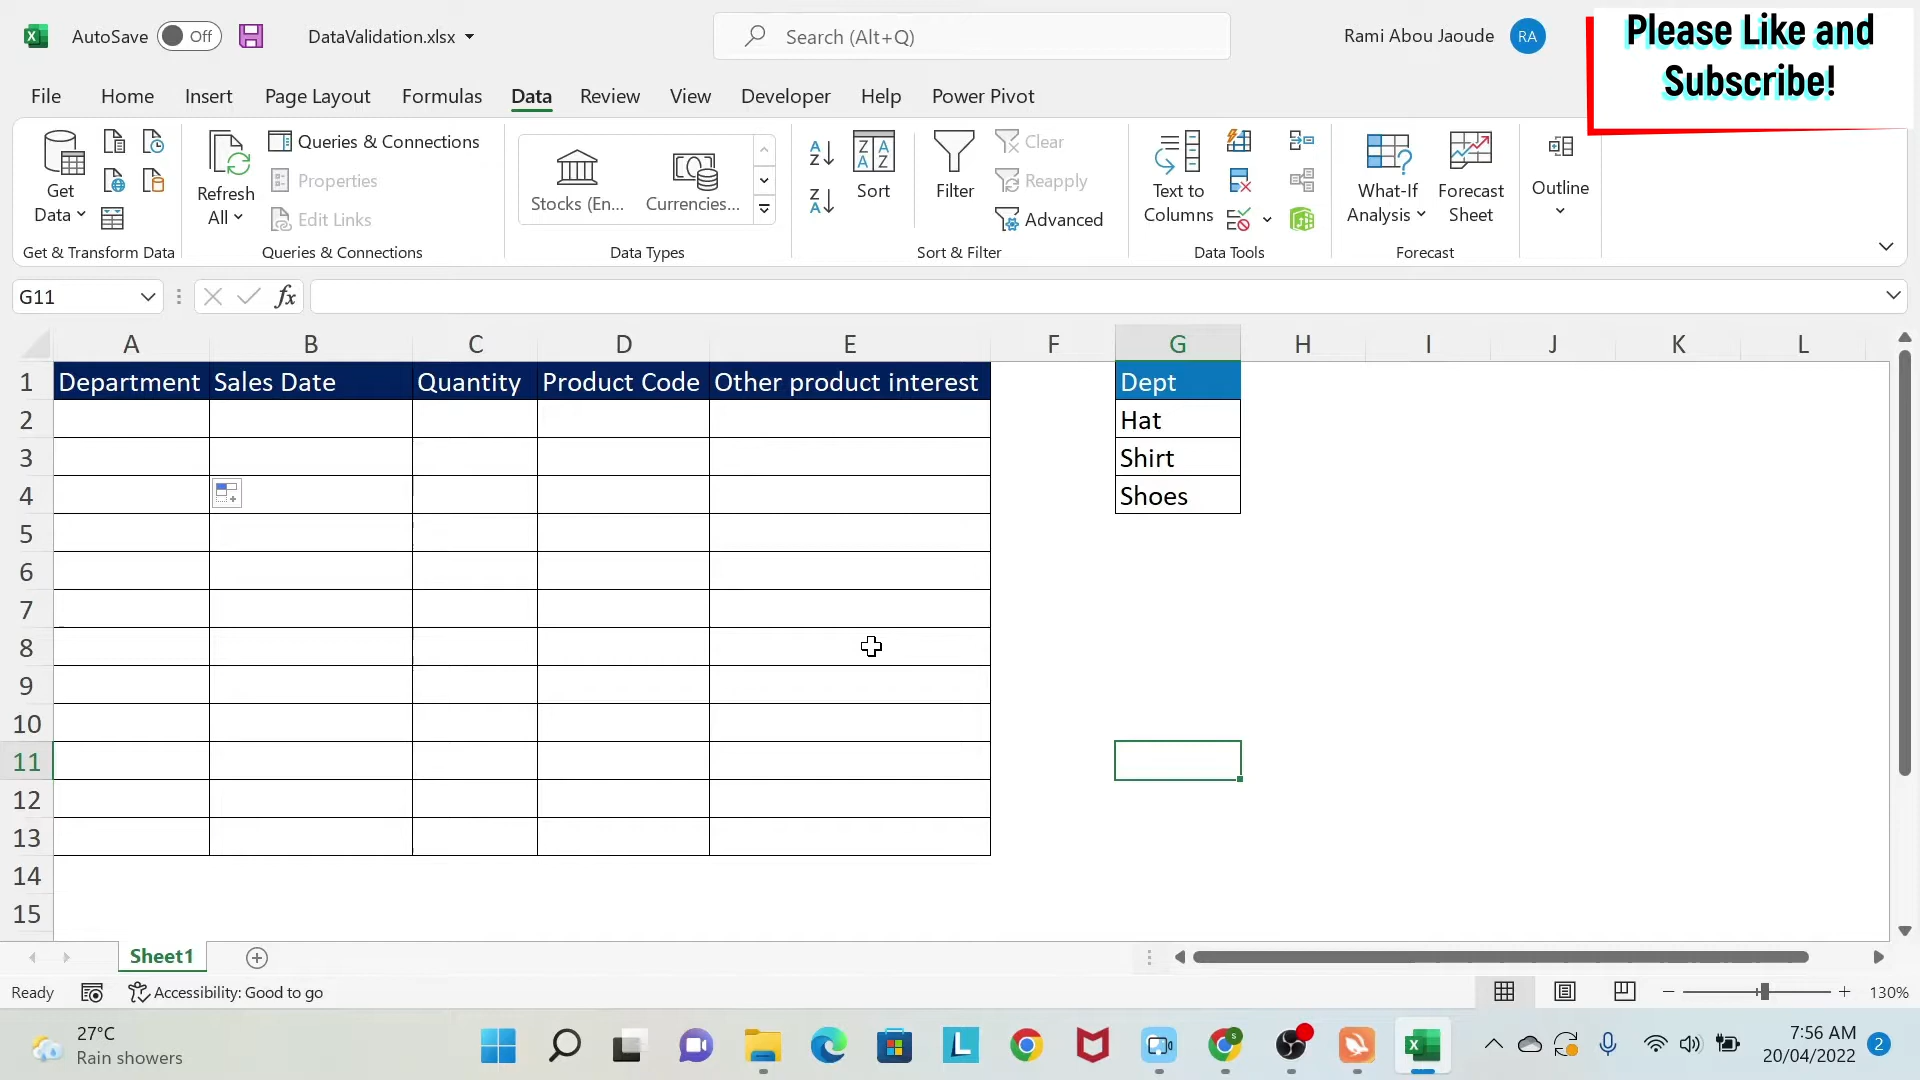 AutoSave Off DataValidation.xlsx Search (Alt+Q) Rami Abou Jaoude RA
Please Like and
Subscribe!
File Home Insert Page Layout Formulas Data Review View Developer Help Power Pivot
Get
Data
Refresh
All
Queries & Connections
Properties
Edit Links
Stocks (En... Currencies...
Sort
Filter
Clear
Reapply
Advanced
Text to
Columns
What-If
Analysis
Forecast
Sheet
Outline
Get & Transform Data Queries & Connections Data Types Sort & Filter Data Tools Forecast
G11 fx
A B C D E F G H I J K L
1 Department Sales Date Quantity Product Code Other product interest Dept
2 Hat
3 Shirt
4 Shoes
5
6
7
8
9
10
11
12
13
14
15
Sheet1
Ready Accessibility: Good to go 130%
27°C
Rain showers
7:56 AM
20/04/2022
2